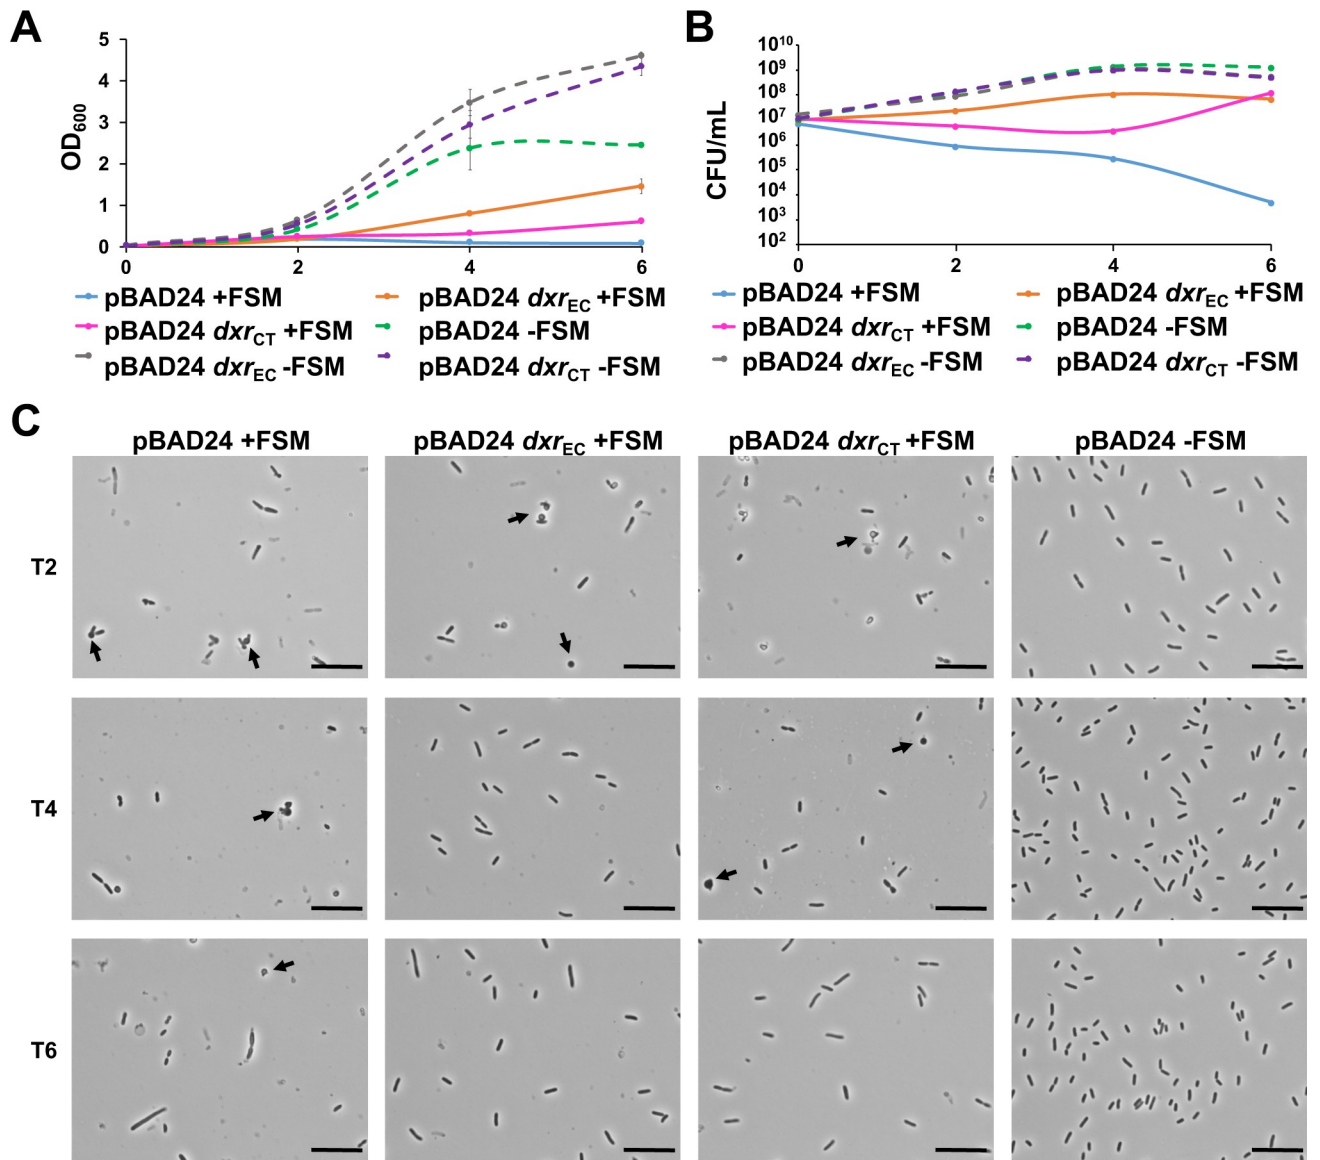 A
B
5
4
3
2
1
0
OD600
0 2 4 6
10^10
10^9
10^8
10^7
10^6
10^5
10^4
10^3
10^2
CFU/mL
0 2 4 6
pBAD24 +FSM
pBAD24 dxrEC +FSM
pBAD24 dxrCT +FSM
pBAD24 -FSM
pBAD24 dxrEC -FSM
pBAD24 dxrCT -FSM
pBAD24 +FSM
pBAD24 dxrEC +FSM
pBAD24 dxrCT +FSM
pBAD24 -FSM
pBAD24 dxrEC -FSM
pBAD24 dxrCT -FSM
C
pBAD24 +FSM
pBAD24 dxrEC +FSM
pBAD24 dxrCT +FSM
pBAD24 -FSM
T2
T4
T6